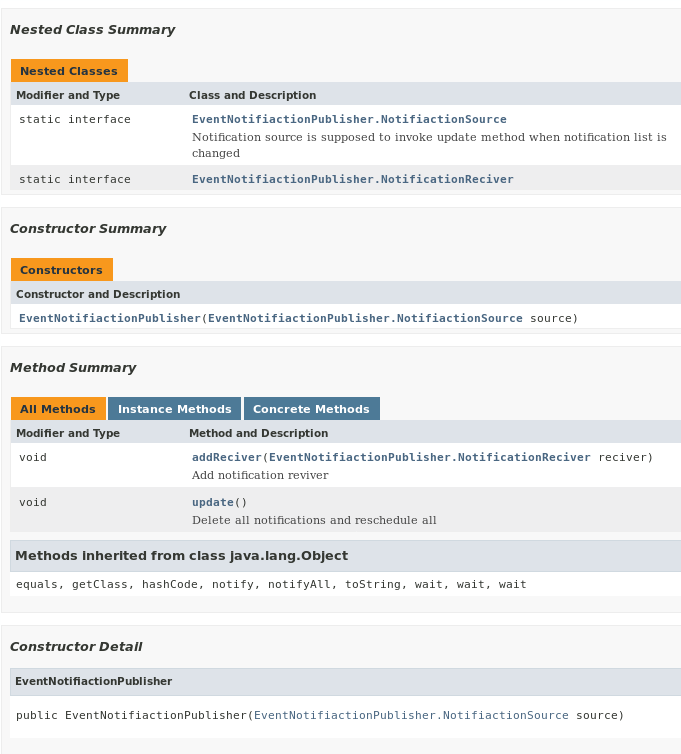 Nested Class Summary
Nested Classes
Modifier and Type Class and Description
static interface EventNotifiactionPublisher.NotifiactionSource
Notification source is supposed to invoke update method when notification list is
changed
static interface EventNotifiactionPublisher.NotificationReciver
Constructor Summary
Constructors
Constructor and Description
EventNotifiactionPublisher(EventNotifiactionPublisher.NotifiactionSource source)
Method Summary
All Methods Instance Methods Concrete Methods
Modifier and Type Method and Description
void addReciver(EventNotifiactionPublisher.NotificationReciver reciver)
Add notification reviver
void update()
Delete all notifications and reschedule all
Methods inherited from class java.lang.Object
equals, getClass, hashCode, notify, notifyAll, toString, wait, wait, wait
Constructor Detail
EventNotifiactionPublisher
public EventNotifiactionPublisher(EventNotifiactionPublisher.NotifiactionSource source)